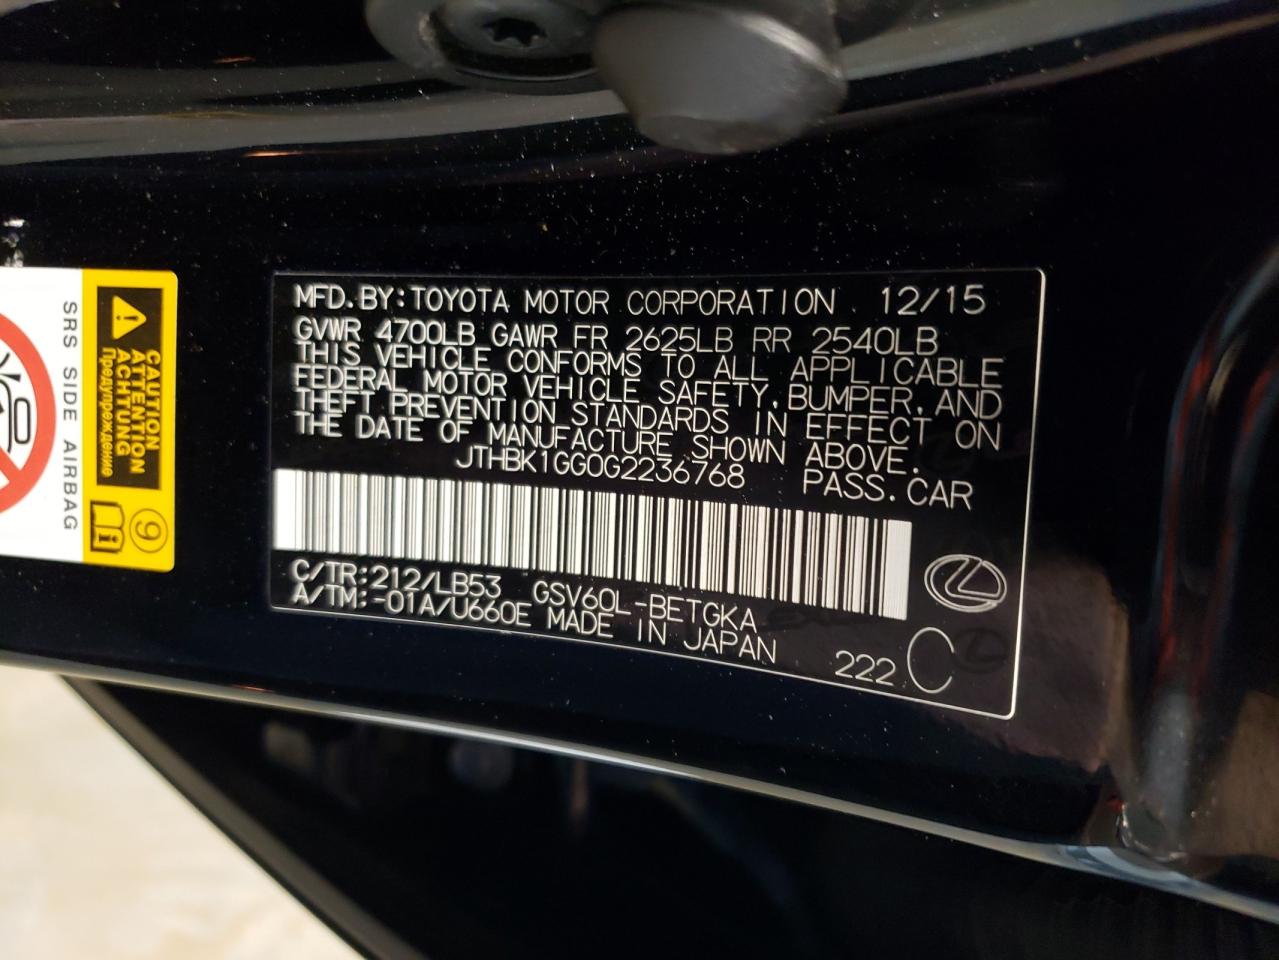 MFD.BY:TOYOTA MOTOR CORPORATION 12/15
GVWR 4700LB GAWR FR 2625LB RR 2540LB
THIS VEHICLE CONFORMS TO ALL APPLICABLE
FEDERAL MOTOR VEHICLE SAFETY,BUMPER,AND
THEFT PREVENTION STANDARDS IN EFFECT ON
THE DATE OF MANUFACTURE SHOWN ABOVE.
JTHBK1GG0G2236768 PASS.CAR
C/TR:212/LB53 GSV60L-BETGKA
A/TM:-01A/U660E MADE IN JAPAN
222 C
CAUTION
ATTENTION
ACHTUNG
Предупреждение
9
SRS SIDE AIRBAG